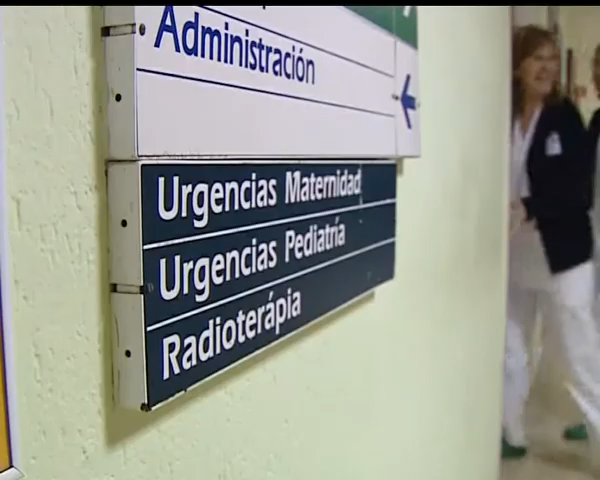 Administración
Urgencias Maternidad
Urgencias Pediatría
Radioterápia